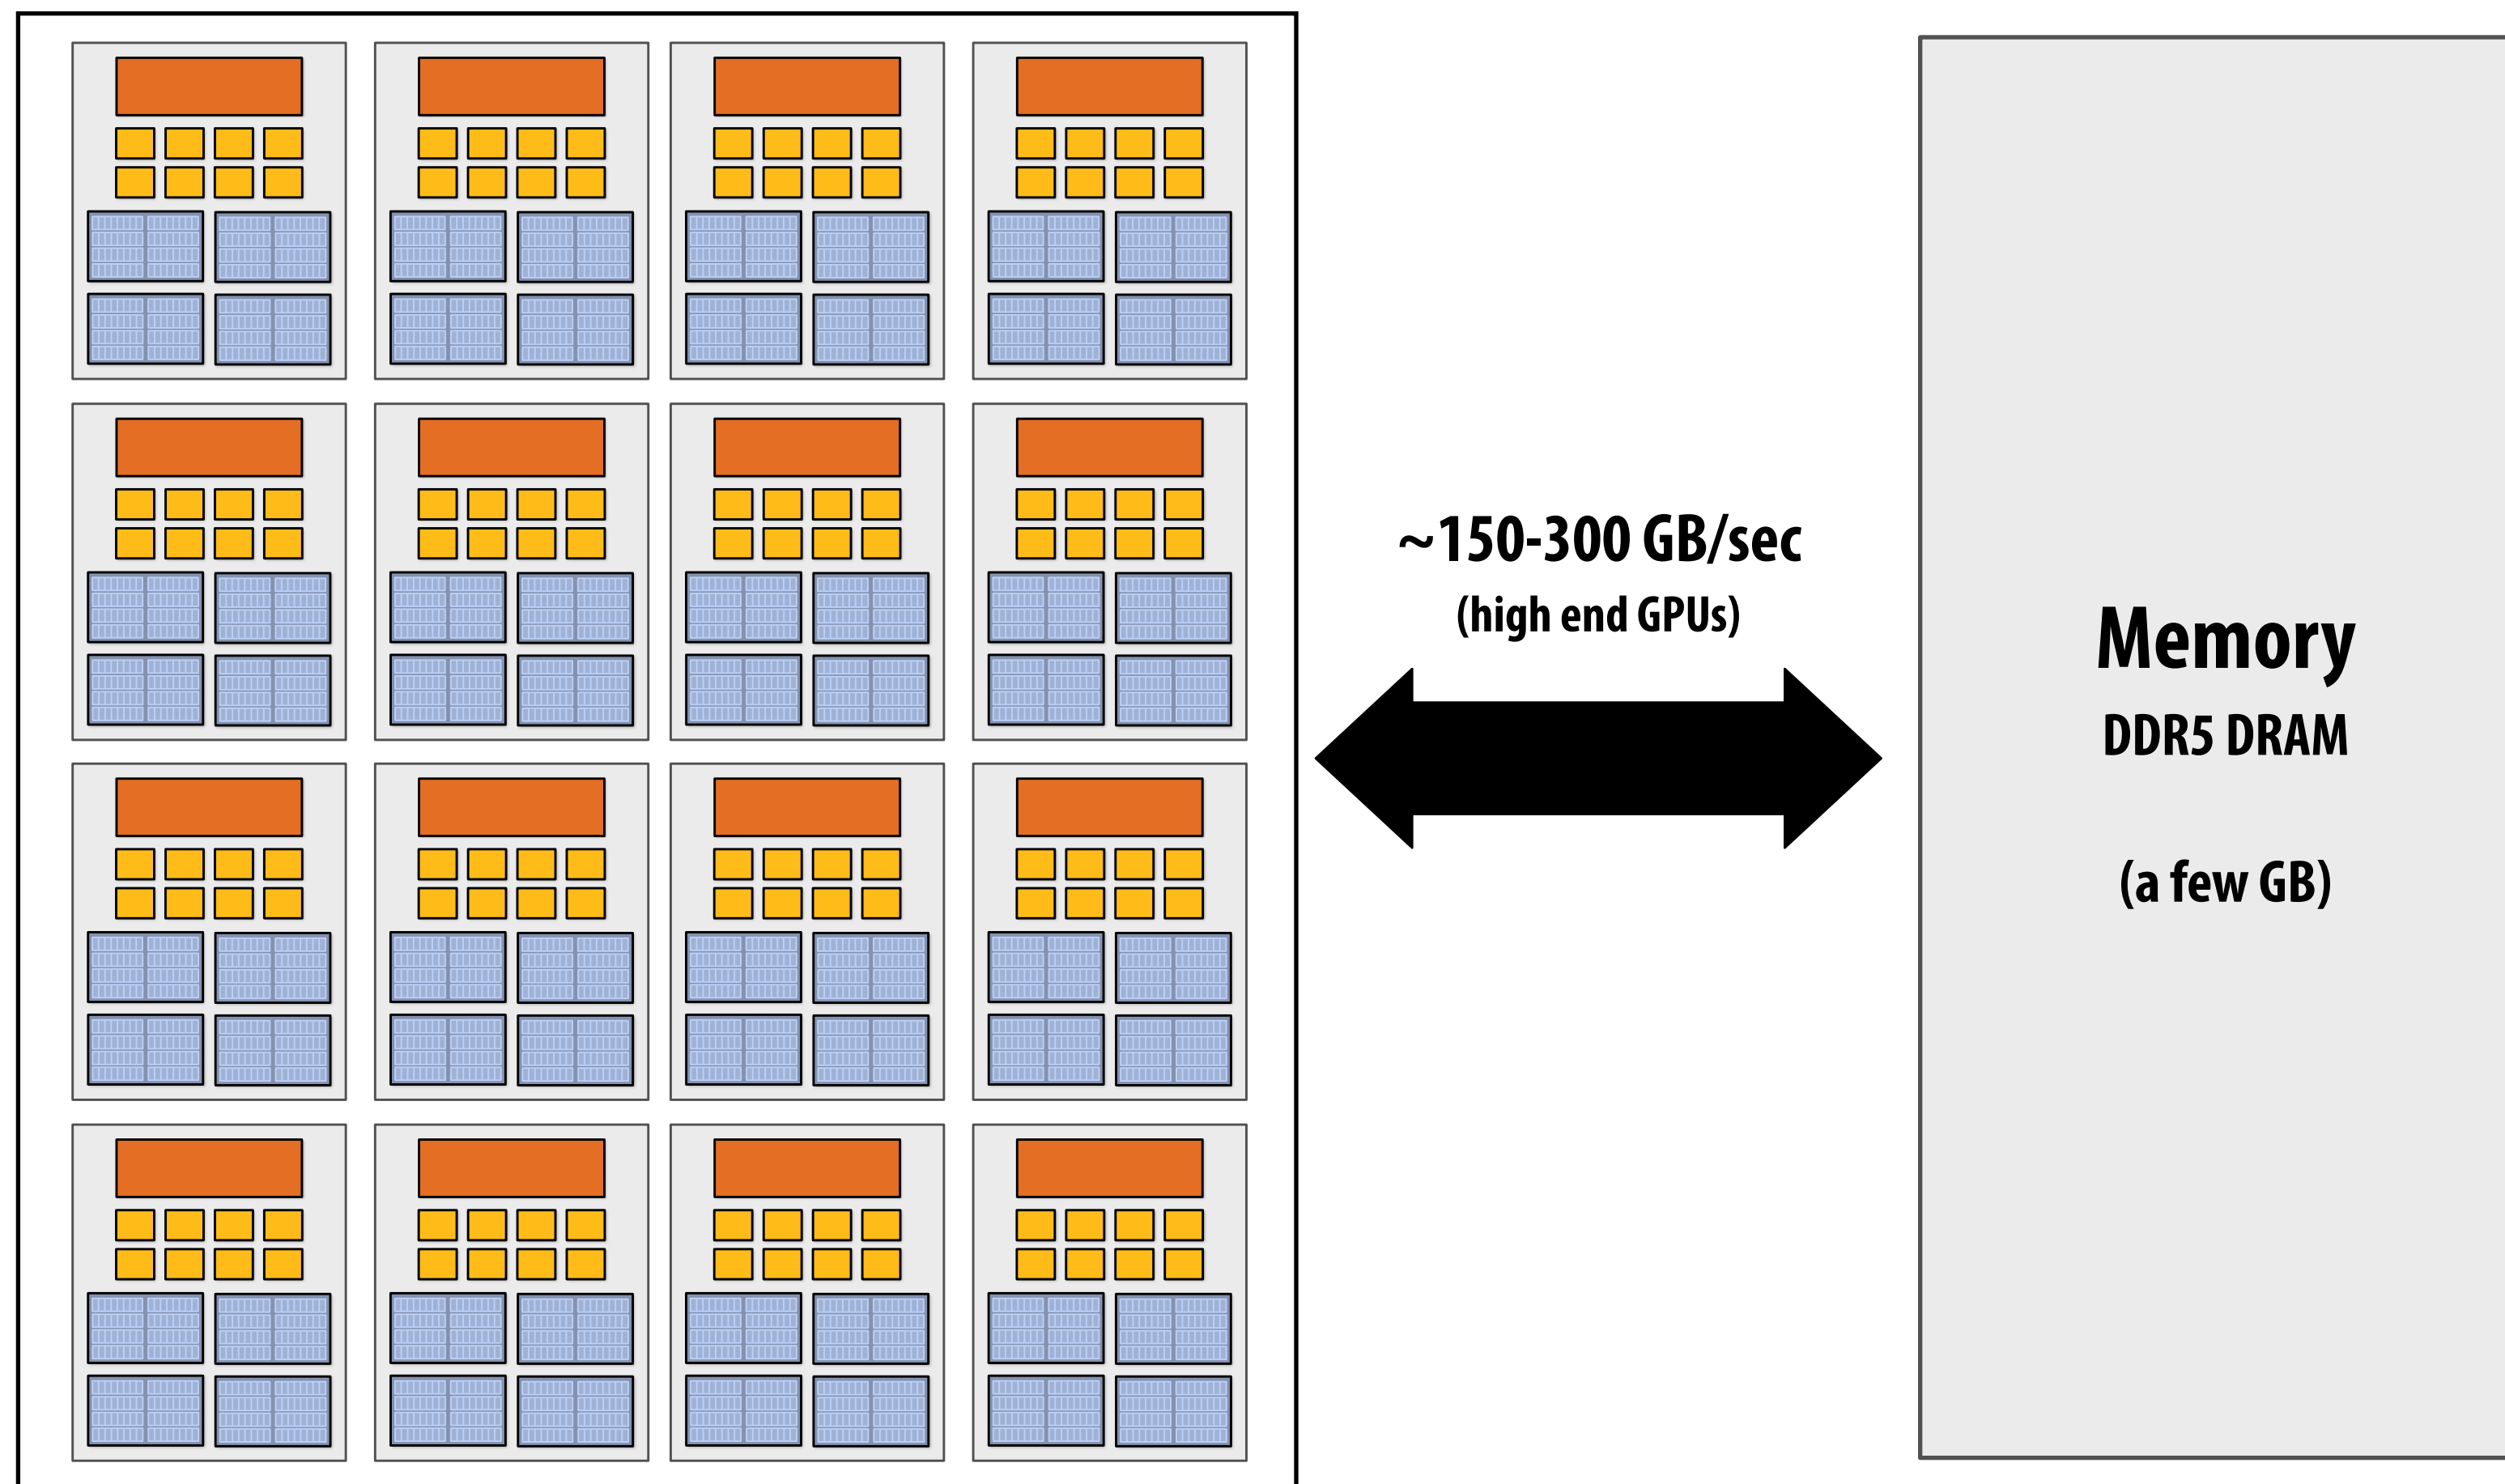 ~150-300 GB/sec
(high end GPUs)
Memory
DDR5 DRAM
(a few GB)